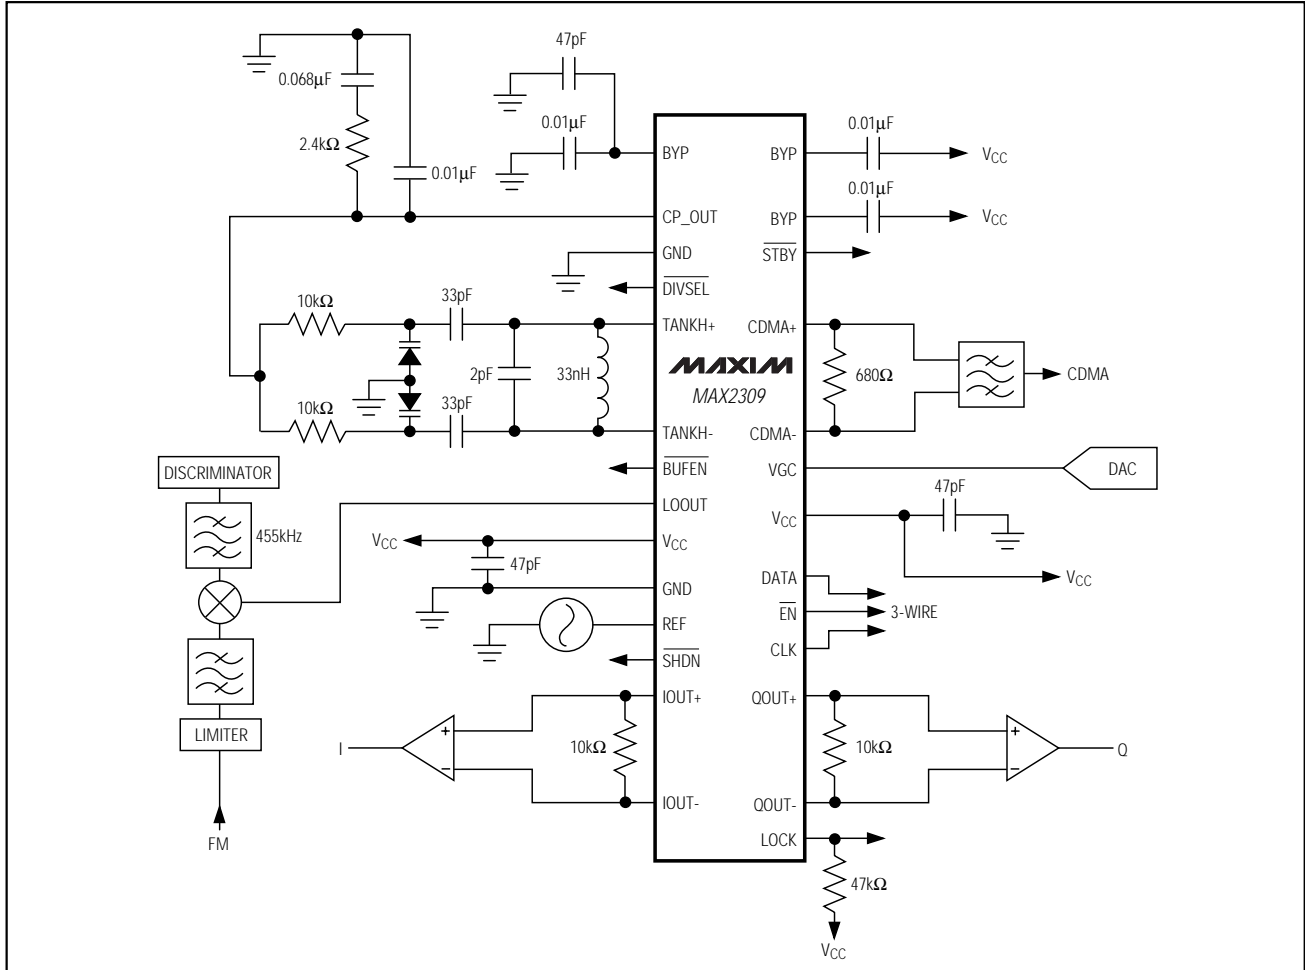 47pF
0.068μF
0.01μF
0.01μF
2.4kΩ
BYP
BYP
VCC
0.01μF
0.01μF
CP_OUT
BYP
VCC
GND
STBY
DIVSEL
10kΩ
33pF
TANKH+
CDMA+
MAXIM
2pF
33nH
680Ω
CDMA
MAX2309
10kΩ
33pF
TANKH-
CDMA-
DISCRIMINATOR
BUFEN
VGC
DAC
47pF
LOOUT
455kHz
VCC
VCC
VCC
47pF
DATA
VCC
GND
EN
3-WIRE
REF
CLK
SHDN
IOUT+
QOUT+
LIMITER
I
10kΩ
10kΩ
Q
IOUT-
QOUT-
FM
LOCK
47kΩ
VCC